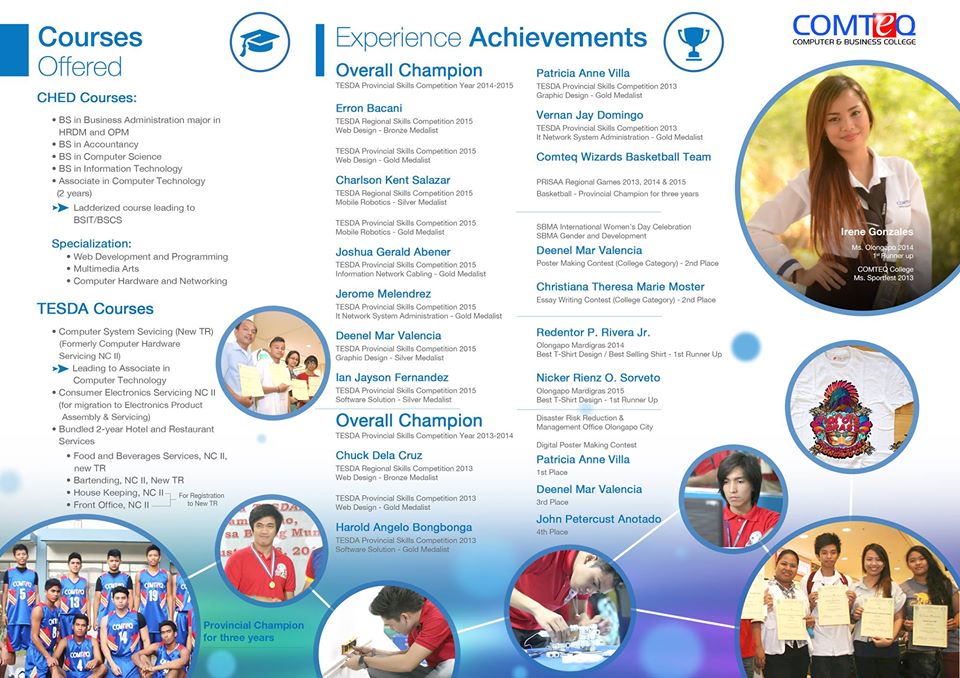 Courses
Offered
CHED Courses:
• BS in Business Administration major in
HRDM and OPM
• BS in Accountancy
• BS in Computer Science
• BS in Information Technology
• Associate in Computer Technology
(2 years)
Ladderized course leading to
BSIT/BSCS
Specialization:
• Web Development and Programming
• Multimedia Arts
• Computer Hardware and Networking
TESDA Courses
• Computer System Sevicing (New TR)
(Formerly Computer Hardware
Servicing NC II)
Leading to Associate in
Computer Technology
• Consumer Electronics Servicing NC II
(for migration to Electronics Product
Assembly & Servicing)
• Bundled 2-year Hotel and Restaurant
Services
• Food and Beverages Services, NC II,
new TR
• Bartending, NC II, New TR
• House Keeping, NC II
• Front Office, NC II
For Registration
to New TR
Provincial Champion
for three years
Experience Achievements
Overall Champion
TESDA Provincial Skills Competition Year 2014-2015
Erron Bacani
TESDA Regional Skills Competition 2015
Web Design - Bronze Medalist
TESDA Provincial Skills Competition 2015
Web Design - Gold Medalist
Charlson Kent Salazar
TESDA Regional Skills Competition 2015
Mobile Robotics - Silver Medalist
TESDA Provincial Skills Competition 2015
Mobile Robotics - Gold Medalist
Joshua Gerald Abener
TESDA Provincial Skills Competition 2015
Information Network Cabling - Gold Medalist
Jerome Melendrez
TESDA Provincial Skills Competition 2015
It Network System Administration - Gold Medalist
Deenel Mar Valencia
TESDA Provincial Skills Competition 2015
Graphic Design - Silver Medalist
Ian Jayson Fernandez
TESDA Provincial Skills Competition 2015
Software Solution - Silver Medalist
Overall Champion
TESDA Provincial Skills Competition Year 2013-2014
Chuck Dela Cruz
TESDA Regional Skills Competition 2013
Web Design - Bronze Medalist
TESDA Provincial Skills Competition 2013
Web Design - Gold Medalist
Harold Angelo Bongbonga
TESDA Provincial Skills Competition 2013
Software Solution - Gold Medalist
Patricia Anne Villa
TESDA Provincial Skills Competition 2013
Graphic Design - Gold Medalist
Vernan Jay Domingo
TESDA Provincial Skills Competition 2013
It Network System Administration - Gold Medalist
Comteq Wizards Basketball Team
PRISAA Regional Games 2013, 2014 & 2015
Basketball - Provincial Champion for three years
SBMA International Women's Day Celebration
SBMA Gender and Development
Deenel Mar Valencia
Poster Making Contest (College Category) - 2nd Place
Christiana Theresa Marie Moster
Essay Writing Contest (College Category) - 2nd Place
Redentor P. Rivera Jr.
Olongapo Mardigras 2014
Best T-Shirt Design / Best Selling Shirt - 1st Runner Up
Nicker Rienz O. Sorveto
Olongapo Mardigras 2015
Best T-Shirt Design - 1st Runner Up
Disaster Risk Reduction &
Management Office Olongapo City
Digital Poster Making Contest
Patricia Anne Villa
1st Place
Deenel Mar Valencia
3rd Place
John Petercust Anotado
4th Place
COMTEQ
COMPUTER & BUSINESS COLLEGE
Irene Gonzales
Ms. Olongapo 2014
1st Runner up
COMTEQ College
Ms. Sportfest 2013
COMTEQ
5
COMTEQ
13
COMTEQ
19
8
COMTEQ
14
4